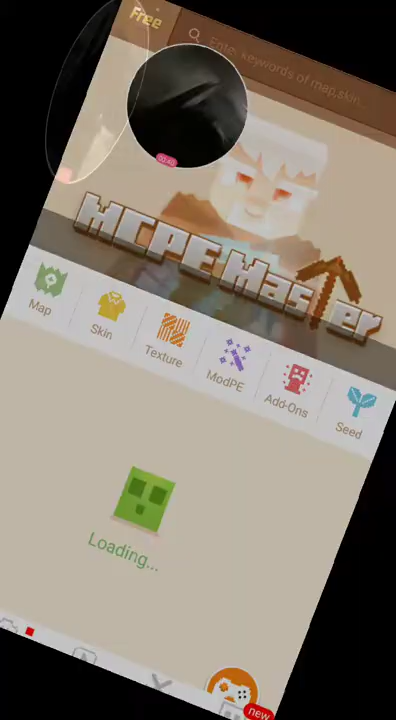 Free
Enter keywords of map,skin...
MCPE Master
Map
Skin
Texture
ModPE
Add-Ons
Seed
Loading...
new